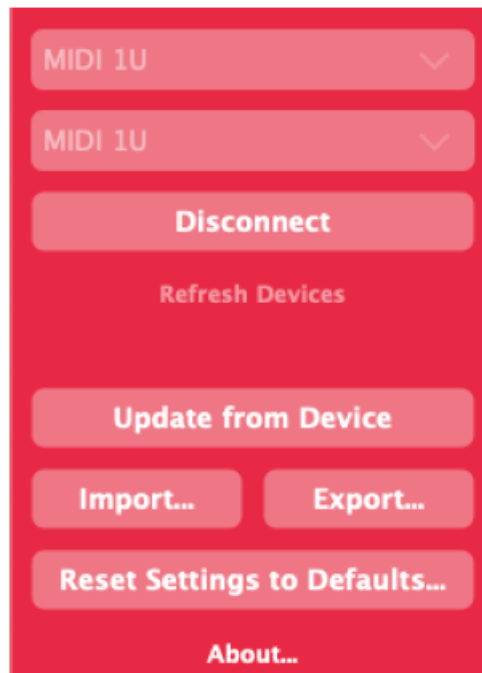 MIDI 1U
MIDI 1U
Disconnect
Refresh Devices
Update from Device
Import... Export...
Reset Settings to Defaults...
About...